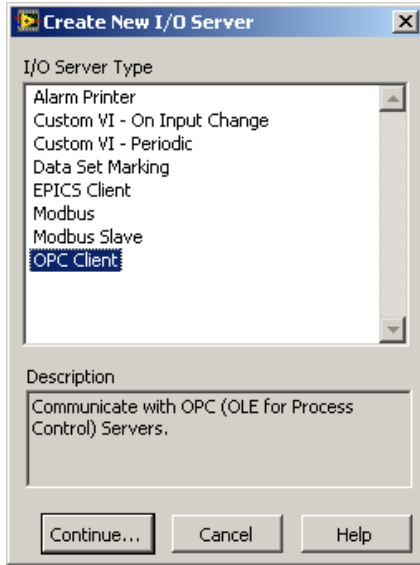 Create New I/O Server
I/O Server Type
Alarm Printer
Custom VI - On Input Change
Custom VI - Periodic
Data Set Marking
EPICS Client
Modbus
Modbus Slave
OPC Client
Description
Communicate with OPC (OLE for Process
Control) Servers.
Continue... Cancel Help